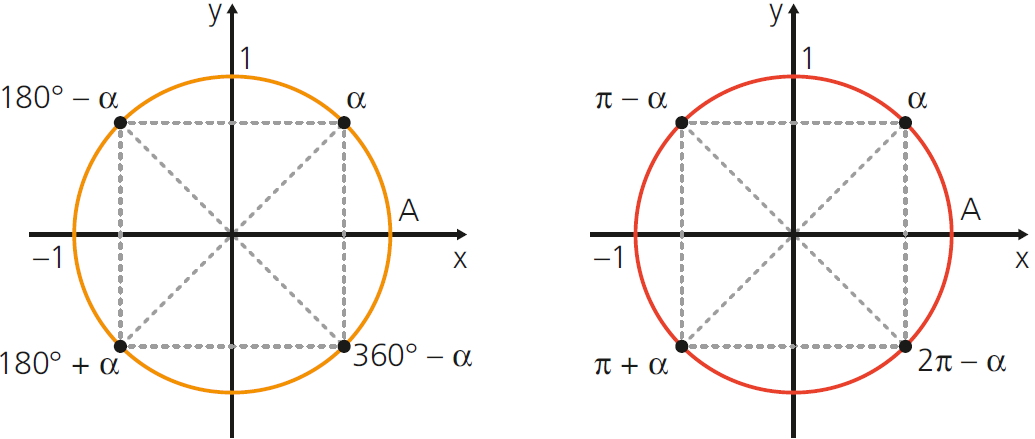 y
1
180° – α
α
A
–1
x
180° + α
360° – α
y
1
π – α
α
A
–1
x
π + α
2π – α